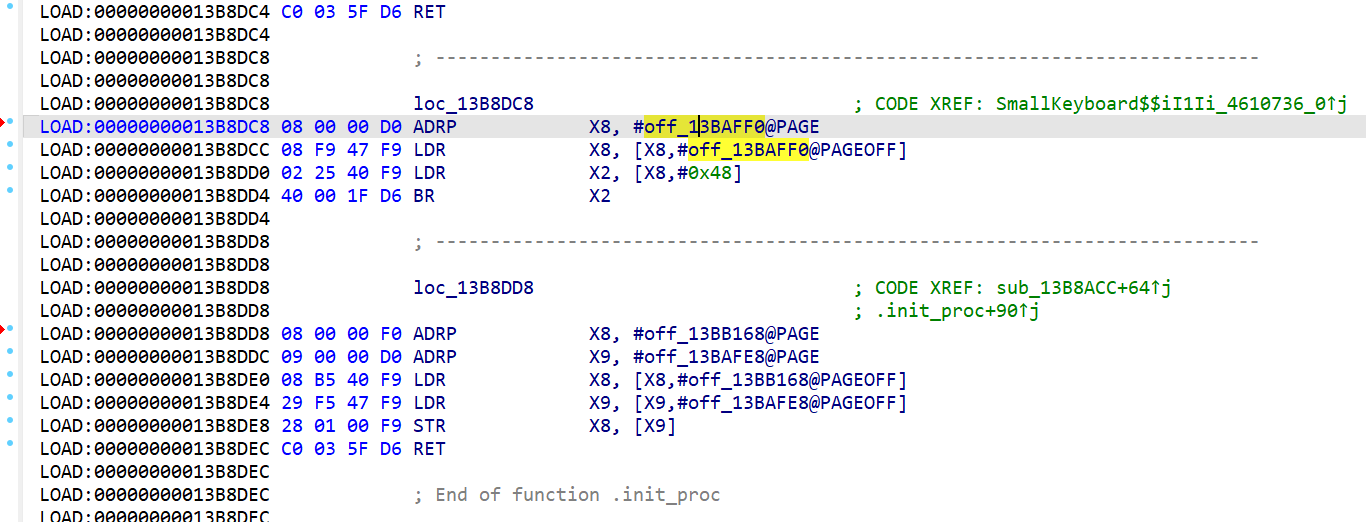 LOAD:00000000013B8DC4 C0 03 5F D6 RET
LOAD:00000000013B8DC4
LOAD:00000000013B8DC8 ; ---------------------------------------------------------------------------
LOAD:00000000013B8DC8
LOAD:00000000013B8DC8 loc_13B8DC8 ; CODE XREF: SmallKeyboard$$iI1Ii_4610736_0↑j
LOAD:00000000013B8DC8 08 00 00 D0 ADRP X8, #off_13BAFF0@PAGE
LOAD:00000000013B8DCC 08 F9 47 F9 LDR X8, [X8,#off_13BAFF0@PAGEOFF]
LOAD:00000000013B8DD0 02 25 40 F9 LDR X2, [X8,#0x48]
LOAD:00000000013B8DD4 40 00 1F D6 BR X2
LOAD:00000000013B8DD4
LOAD:00000000013B8DD8 ; ---------------------------------------------------------------------------
LOAD:00000000013B8DD8
LOAD:00000000013B8DD8 loc_13B8DD8 ; CODE XREF: sub_13B8ACC+64↑j
LOAD:00000000013B8DD8 ; .init_proc+90↑j
LOAD:00000000013B8DD8 08 00 00 F0 ADRP X8, #off_13BB168@PAGE
LOAD:00000000013B8DDC 09 00 00 D0 ADRP X9, #off_13BAFE8@PAGE
LOAD:00000000013B8DE0 08 B5 40 F9 LDR X8, [X8,#off_13BB168@PAGEOFF]
LOAD:00000000013B8DE4 29 F5 47 F9 LDR X9, [X9,#off_13BAFE8@PAGEOFF]
LOAD:00000000013B8DE8 28 01 00 F9 STR X8, [X9]
LOAD:00000000013B8DEC C0 03 5F D6 RET
LOAD:00000000013B8DEC
LOAD:00000000013B8DEC ; End of function .init_proc
LOAD:00000000013B8DEC